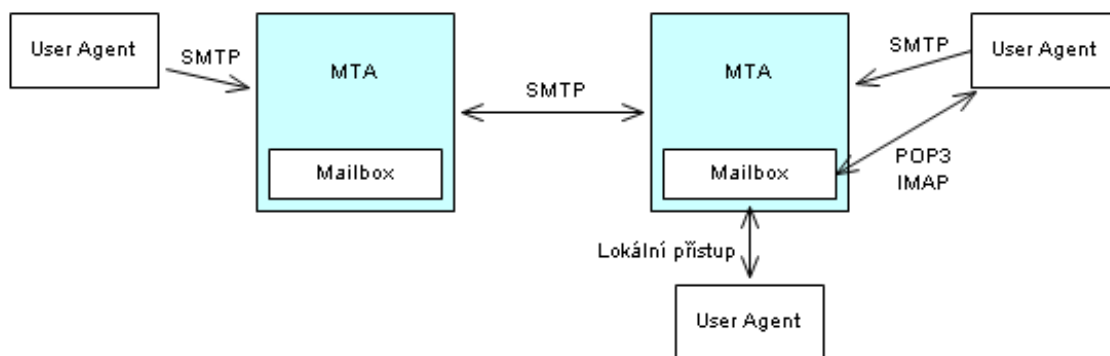 User Agent
SMTP
MTA
Mailbox
SMTP
MTA
Mailbox
SMTP
User Agent
POP3
IMAP
Lokální přístup
User Agent